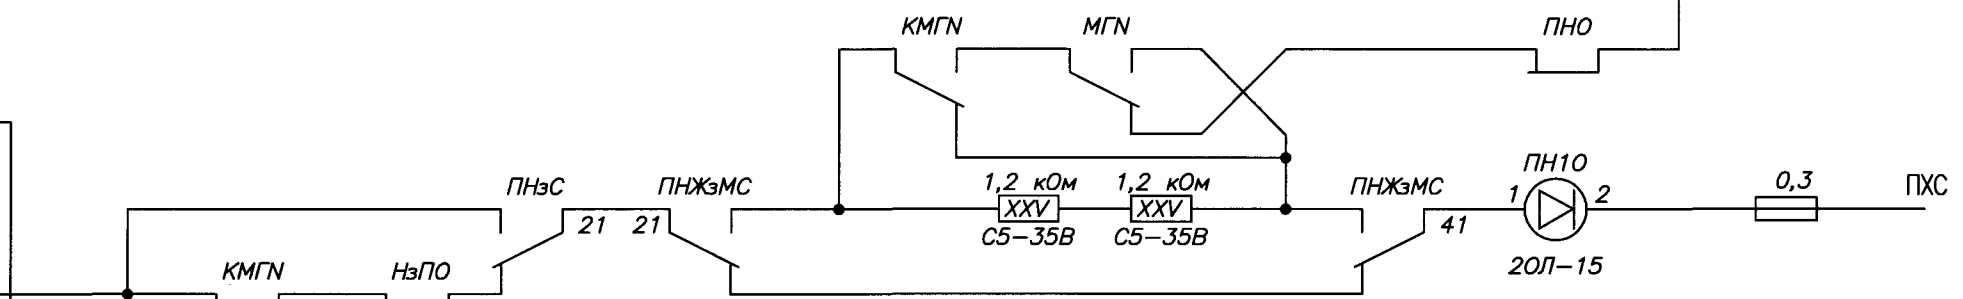 КМГN МГN ПНО
ПНзС ПНЖзМС 1,2 кОм 1,2 кОм ПНЖзМС ПН1О 0,3 ПХС
21 21 XXV XXV 41 1 2
С5-35В С5-35В
КМГN НзПО 2ОЛ-15